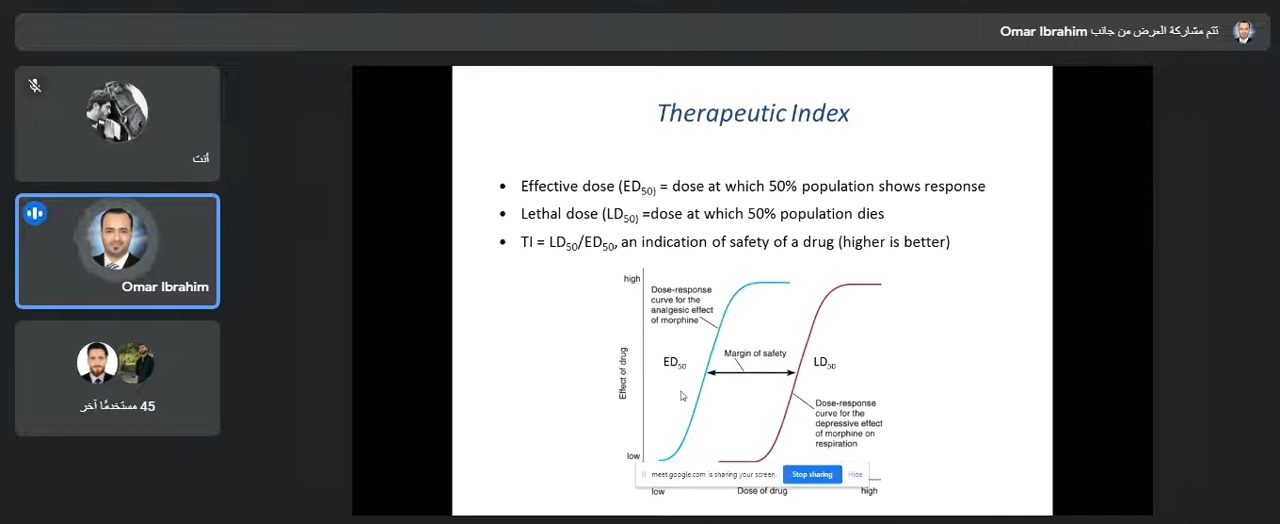 تتم مشاركة العرض من جانب Omar Ibrahim
أنت
Omar Ibrahim
45 مستخدمًا آخر
Therapeutic Index
• Effective dose (ED50) = dose at which 50% population shows response
• Lethal dose (LD50) =dose at which 50% population dies
• TI = LD50/ED50, an indication of safety of a drug (higher is better)
high
Dose-response
curve for the
analgesic effect
of morphine
Effect of drug
ED50
Margin of safety
LD50
Dose-response
curve for the
depressive effect
of morphine on
respiration
low
meet.google.com is sharing your screen.
Stop sharing
Hide
low
Dose of drug
high